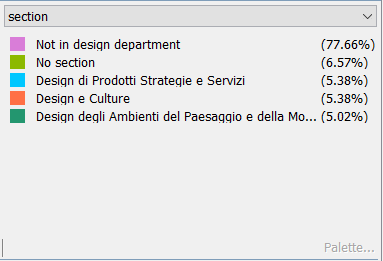 section
Not in design department (77.66%)
No section (6.57%)
Design di Prodotti Strategie e Servizi (5.38%)
Design e Culture (5.38%)
Design degli Ambienti del Paesaggio e della Mo... (5.02%)
Palette...